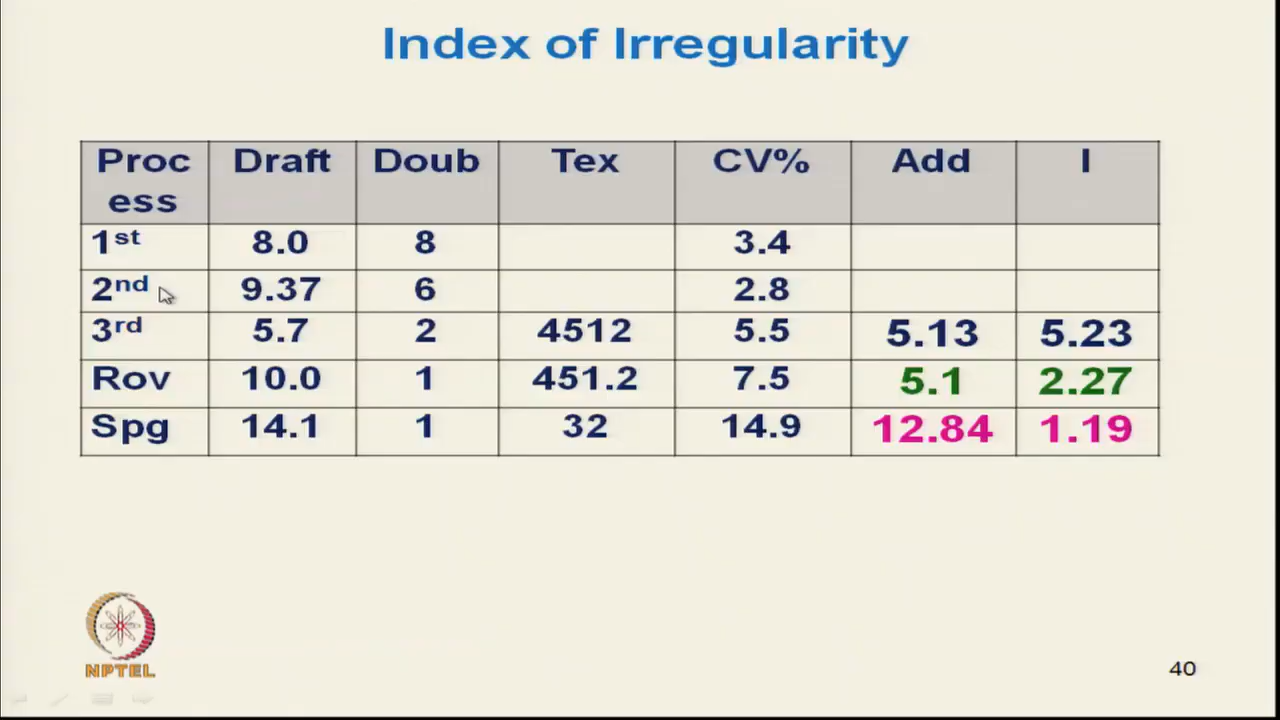 Index of Irregularity
Proc
ess Draft Doub Tex CV% Add I
1st 8.0 8 3.4
2nd 9.37 6 2.8
3rd 5.7 2 4512 5.5 5.13 5.23
Rov 10.0 1 451.2 7.5 5.1 2.27
Spg 14.1 1 32 14.9 12.84 1.19
NPTEL
40